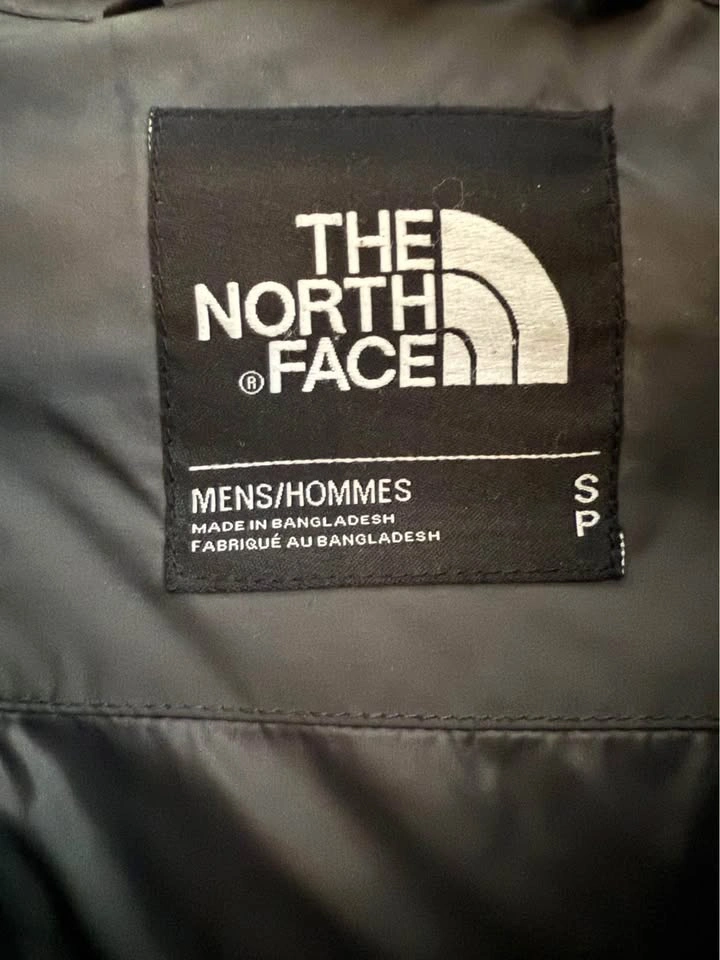 THE
NORTH
® FACE
MENS/HOMMES
MADE IN BANGLADESH
FABRIQUÉ AU BANGLADESH
S
P